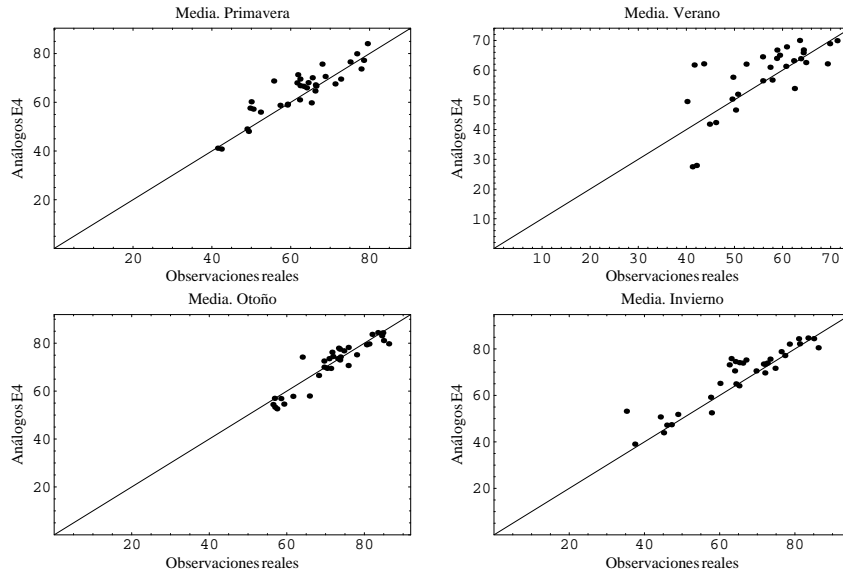 Media. Primavera
80
60
40
20
20 40 60 80
Análogos E4
Observaciones reales
Media. Verano
70
60
50
40
30
20
10
10 20 30 40 50 60 70
Análogos E4
Observaciones reales
Media. Otoño
80
60
40
20
20 40 60 80
Análogos E4
Observaciones reales
Media. Invierno
80
60
40
20
20 40 60 80
Análogos E4
Observaciones reales